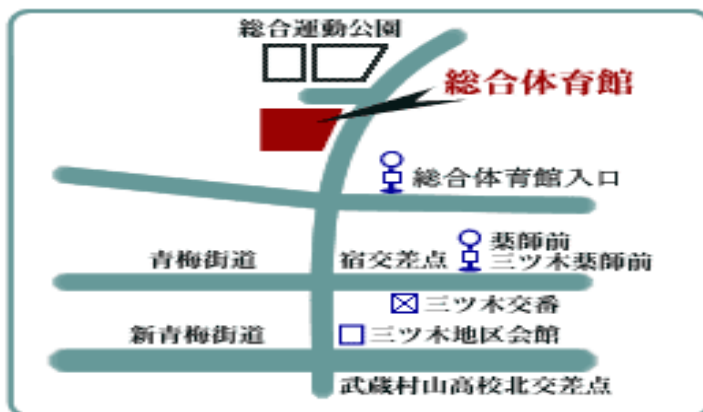 総合運動公園
総合体育館
総合体育館入口
薬師前
青梅街道
宿交差点
三ツ木薬師前
三ツ木交番
新青梅街道
三ツ木地区会館
武蔵村山高校北交差点